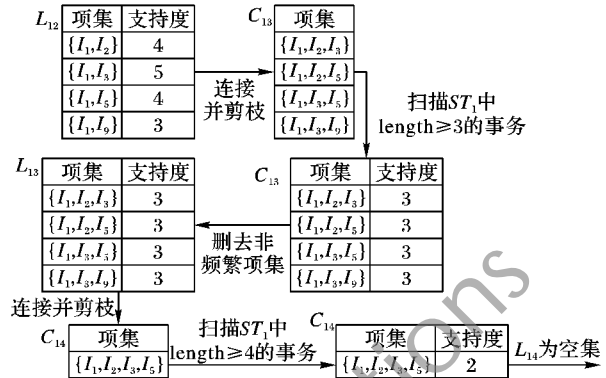 L₁₂ 项集 支持度
{I₁,I₂} 4
{I₁,I₃} 5
{I₁,I₅} 4
{I₁,I₉} 3
连接
并剪枝
C₁₃ 项集
{I₁,I₂,I₃}
{I₁,I₂,I₅}
{I₁,I₃,I₅}
{I₁,I₃,I₉}
扫描ST₁中
length≥3的事务
L₁₃ 项集 支持度
{I₁,I₂,I₃} 3
{I₁,I₂,I₅} 3
{I₁,I₃,I₅} 3
{I₁,I₃,I₉} 3
删去非
频繁项集
C₁₃ 项集 支持度
{I₁,I₂,I₃} 3
{I₁,I₂,I₅} 3
{I₁,I₃,I₅} 3
{I₁,I₃,I₉} 3
连接并剪枝
C₁₄ 项集
{I₁,I₂,I₃,I₅}
扫描ST₁中
length≥4的事务
C₁₄ 项集 支持度
{I₁,I₂,I₃,I₅} 2
L₁₄为空集
tions